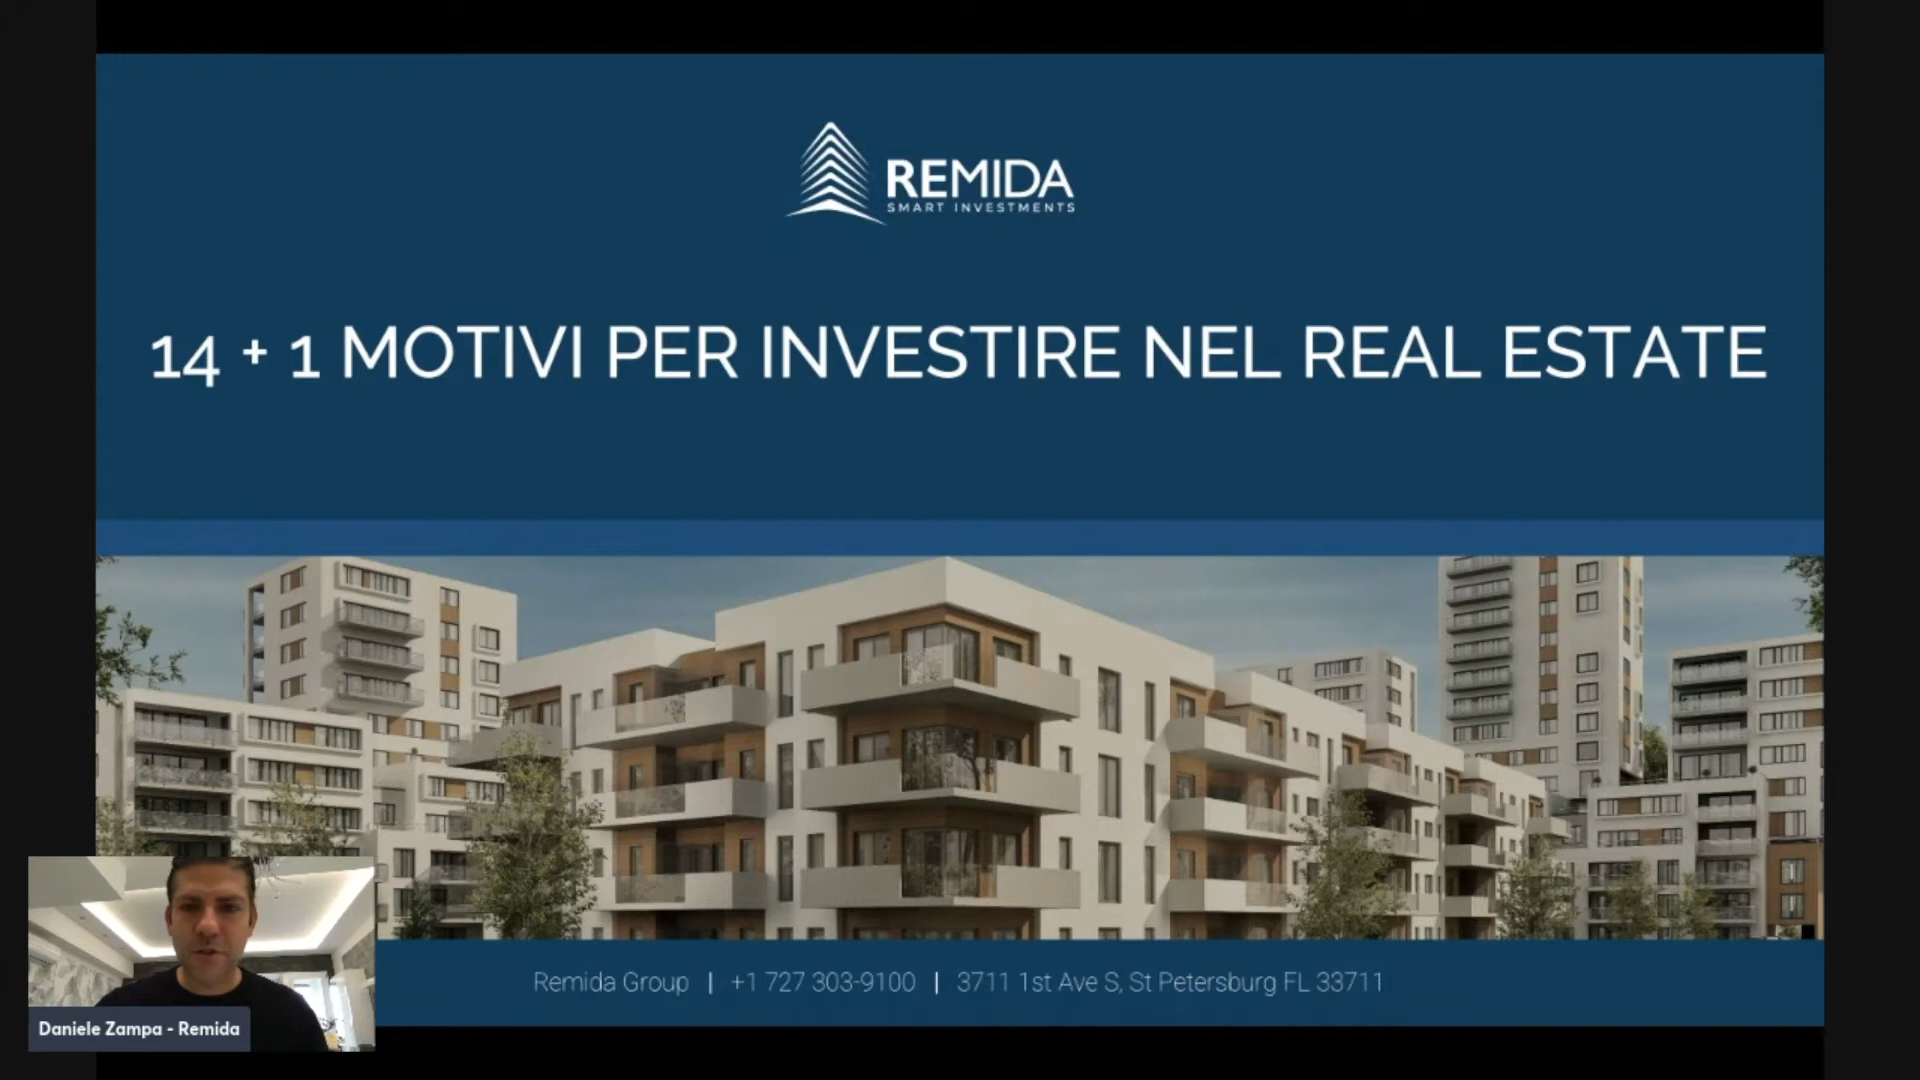 REMIDA
SMART INVESTMENTS
14 + 1 MOTIVI PER INVESTIRE NEL REAL ESTATE
Remida Group | +1 727 303-9100 | 3711 1st Ave S, St Petersburg FL 33711
Daniele Zampa - Remida